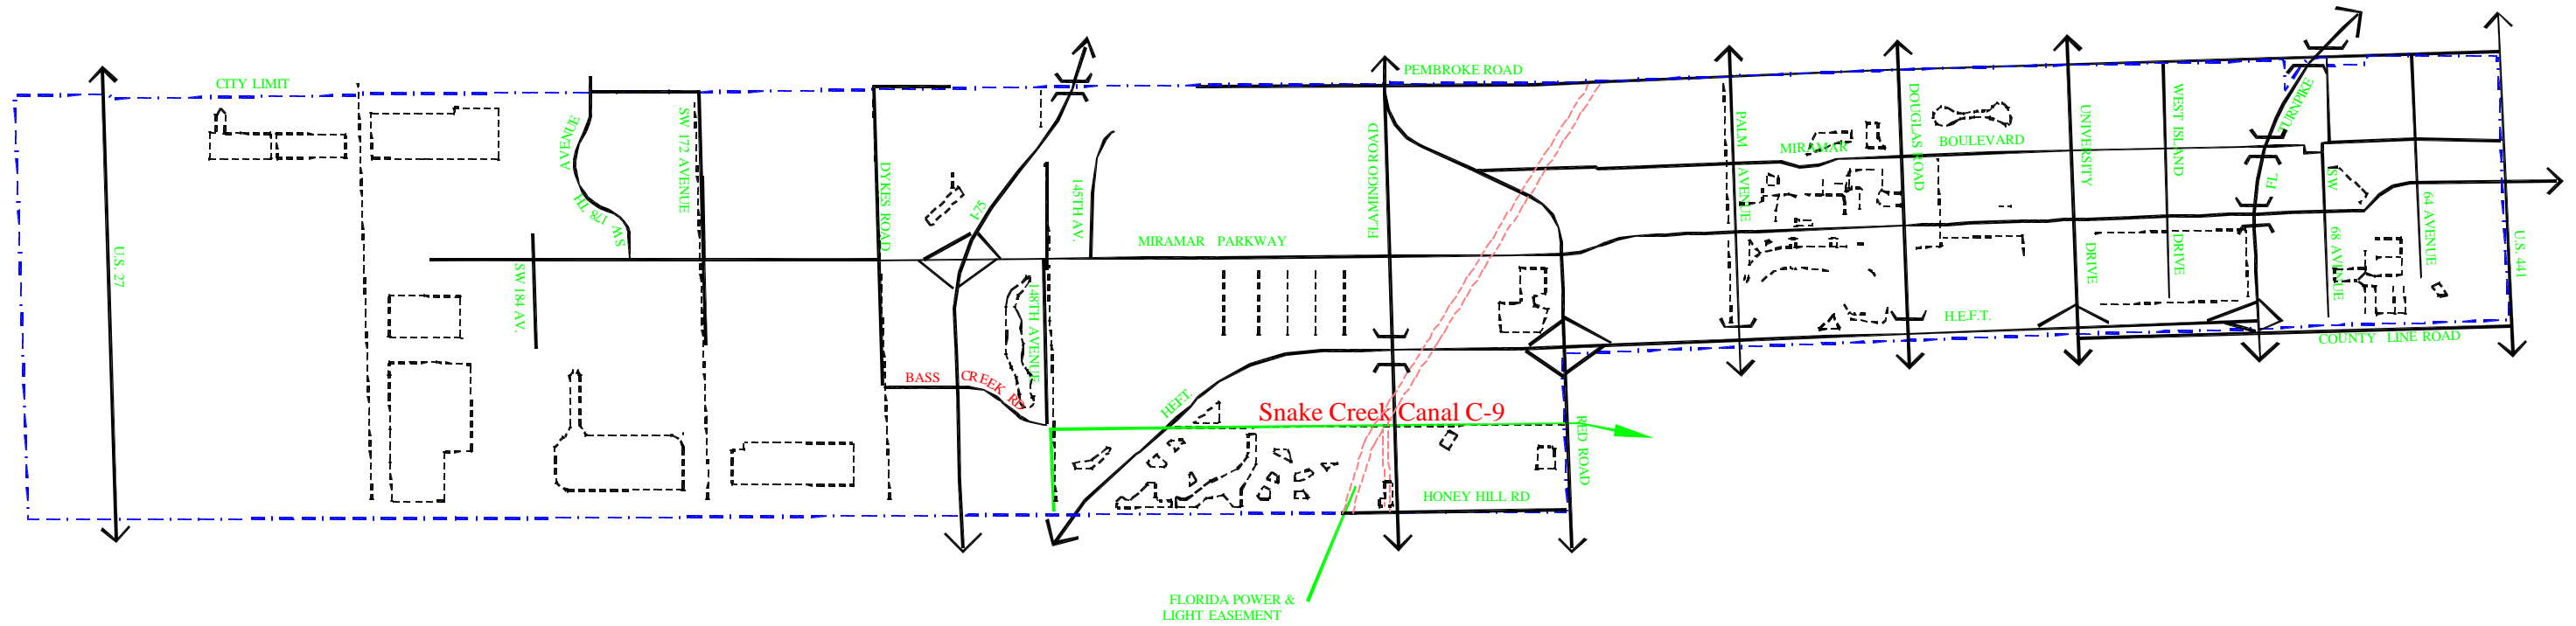 CITY LIMIT
PEMBROKE ROAD
U.S. 27
SW 178 TH
AVENUE
SW 172 AVENUE
SW 184 AV.
DYKES ROAD
I-75
145TH AV.
148TH AVENUE
MIRAMAR PARKWAY
FLAMINGO ROAD
PALM
AVENUE
MIRAMAR
BOULEVARD
DOUGLAS ROAD
UNIVERSITY
DRIVE
WEST ISLAND
DRIVE
FL
TURNPIKE
SW
68 AVENUE
64 AVENUE
U.S. 441
H.E.F.T.
COUNTY LINE ROAD
BASS CREEK RD
HEFT.
Snake Creek Canal C-9
RED ROAD
HONEY HILL RD
FLORIDA POWER &
LIGHT EASEMENT